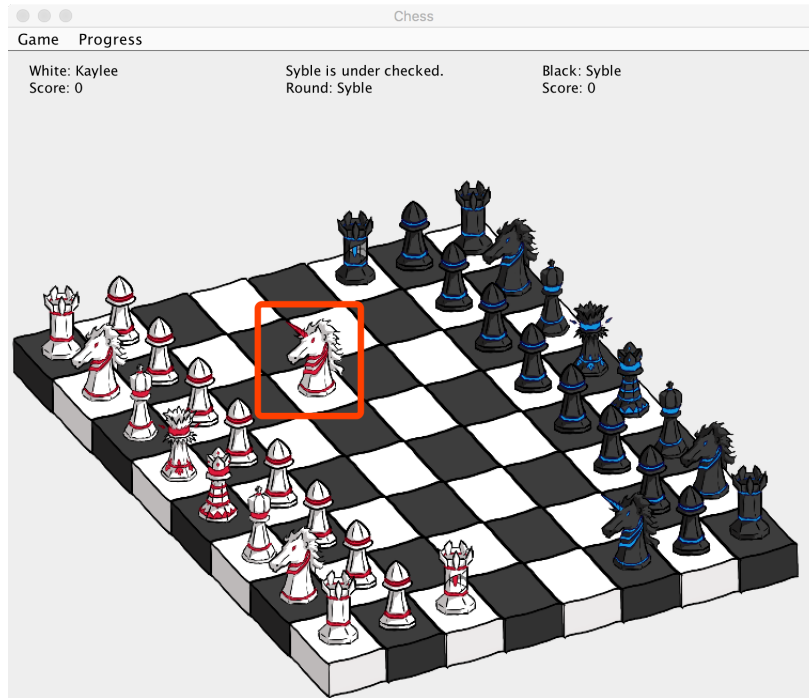 Chess
Game Progress
White: Kaylee
Score: 0
Syble is under checked.
Round: Syble
Black: Syble
Score: 0